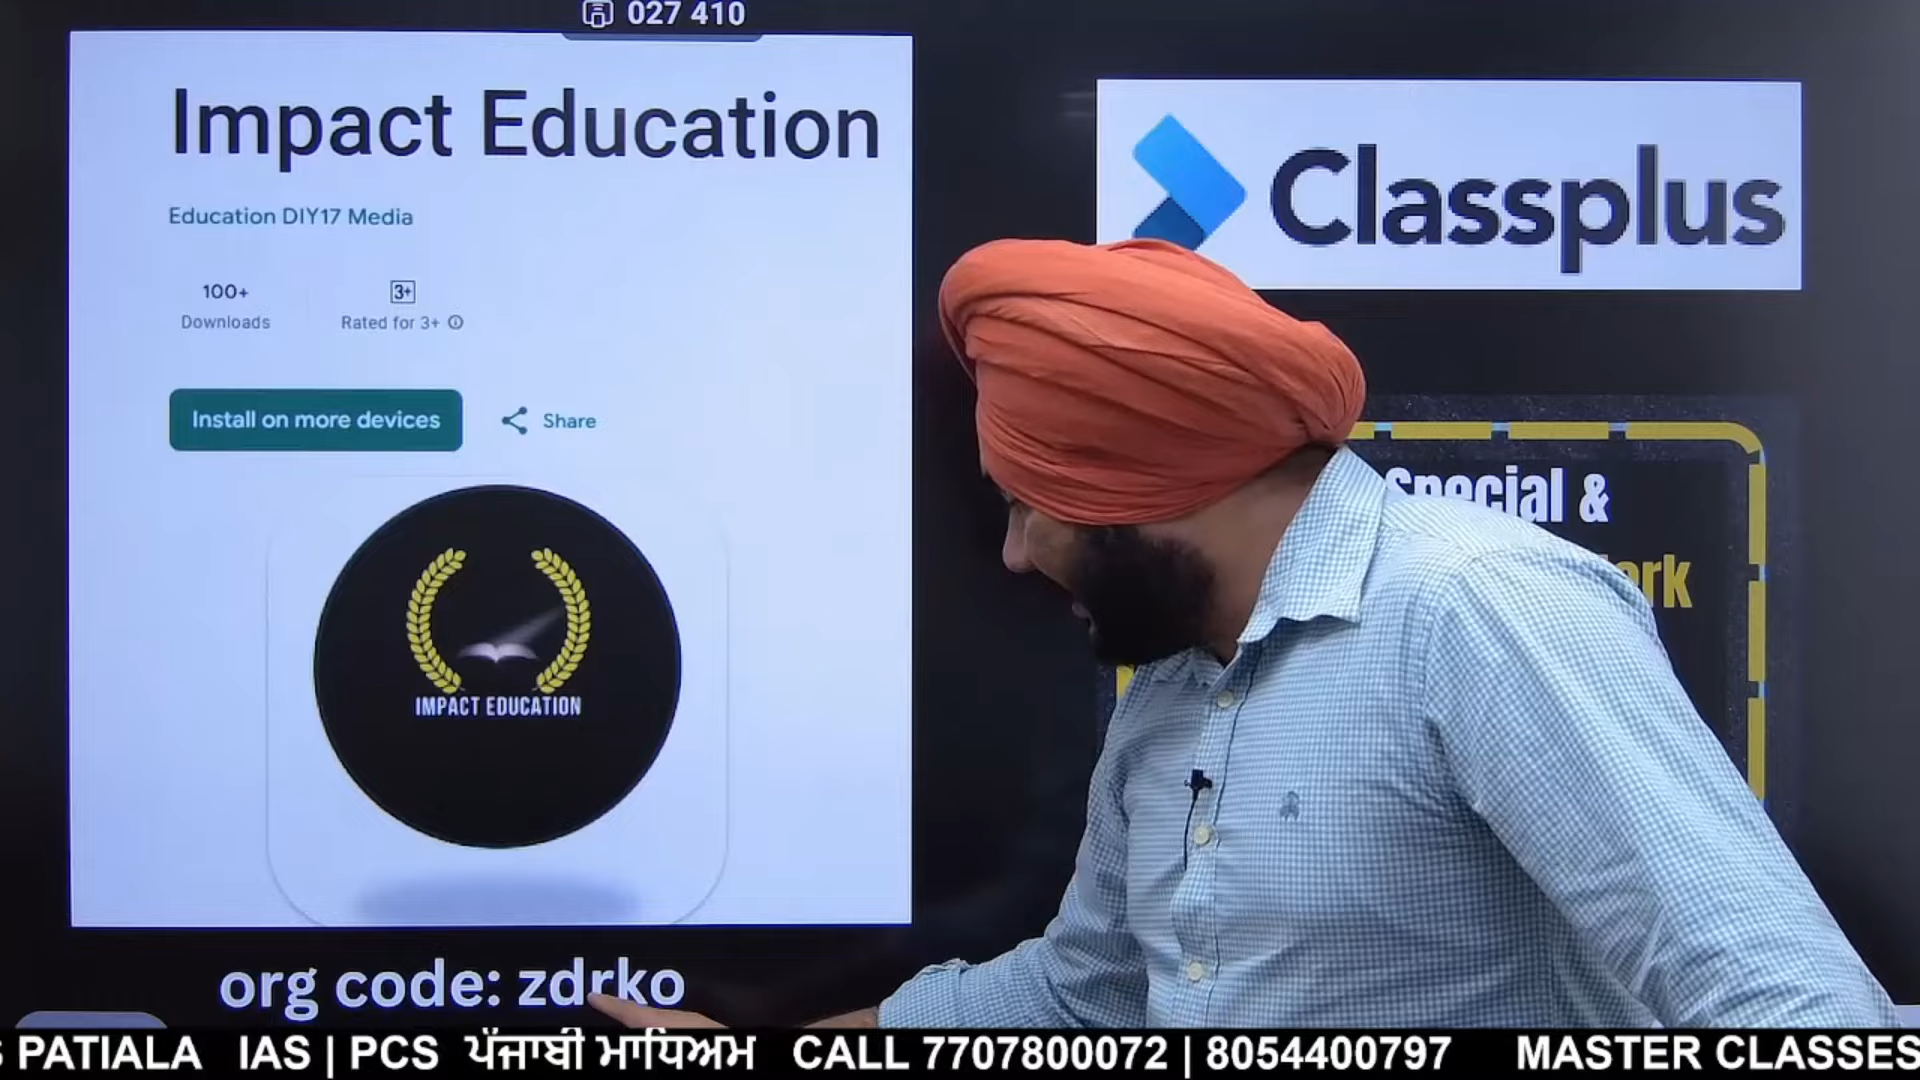 027 410
Impact Education
Education DIY17 Media
100+
Downloads
3+
Rated for 3+
Install on more devices
Share
IMPACT EDUCATION
org code: zdrko
Classplus
Special &
PATIALA IAS | PCS ਪੰਜਾਬੀ ਮਾਧਿਅਮ CALL 7707800072 | 8054400797 MASTER CLASSES